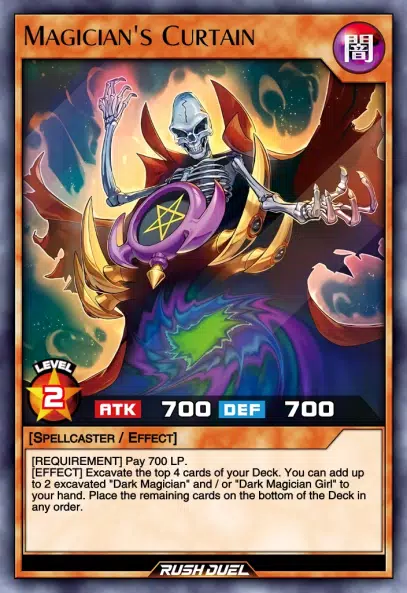 MAGICIAN'S CURTAIN
闇
LEVEL
2
ATK 700 DEF 700
[SPELLCASTER / EFFECT]
[REQUIREMENT] Pay 700 LP.
[EFFECT] Excavate the top 4 cards of your Deck. You can add up
to 2 excavated "Dark Magician" and / or "Dark Magician Girl" to
your hand. Place the remaining cards on the bottom of the Deck in
any order.
RUSH DUEL